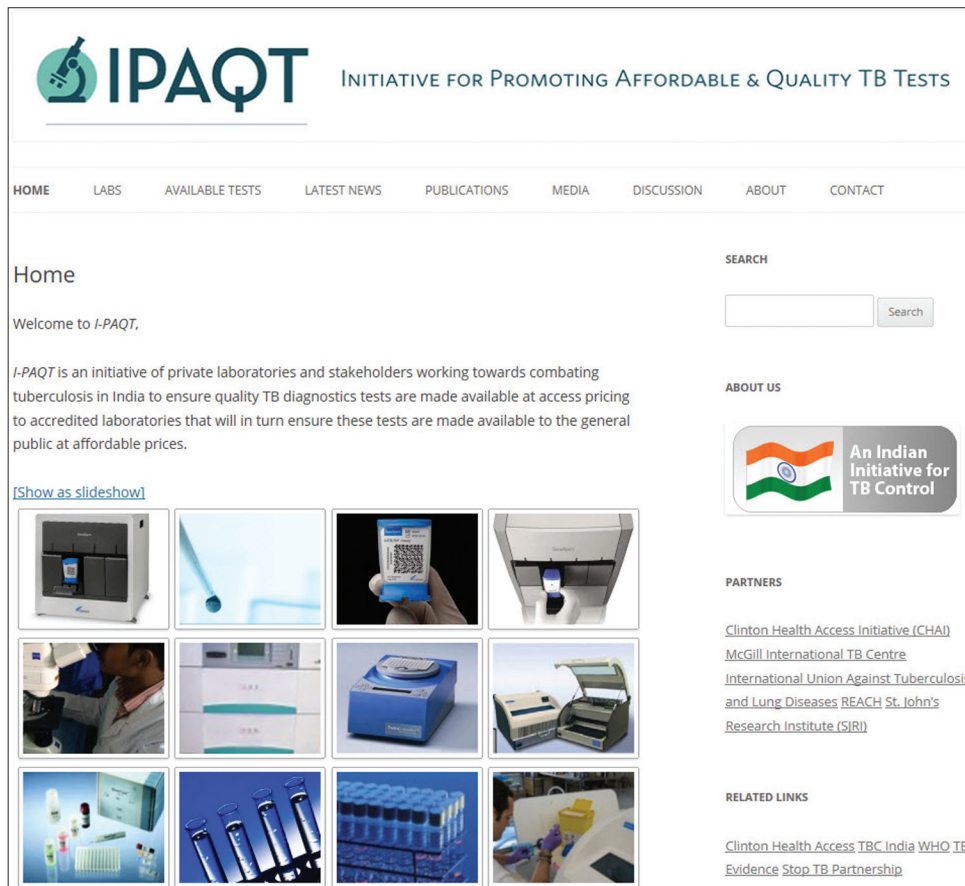 IPAQT
INITIATIVE FOR PROMOTING AFFORDABLE & QUALITY TB TESTS
HOME LABS AVAILABLE TESTS LATEST NEWS PUBLICATIONS MEDIA DISCUSSION ABOUT CONTACT
Home
Welcome to I-PAQT,
I-PAQT is an initiative of private laboratories and stakeholders working towards combating
tuberculosis in India to ensure quality TB diagnostics tests are made available at access pricing
to accredited laboratories that will in turn ensure these tests are made available to the general
public at affordable prices.
[Show as slideshow]
SEARCH
Search
ABOUT US
An Indian
Initiative for
TB Control
PARTNERS
Clinton Health Access Initiative (CHAI)
McGill International TB Centre
International Union Against Tuberculosis
and Lung Diseases REACH St. John's
Research Institute (SJRI)
RELATED LINKS
Clinton Health Access TBC India WHO TB
Evidence Stop TB Partnership